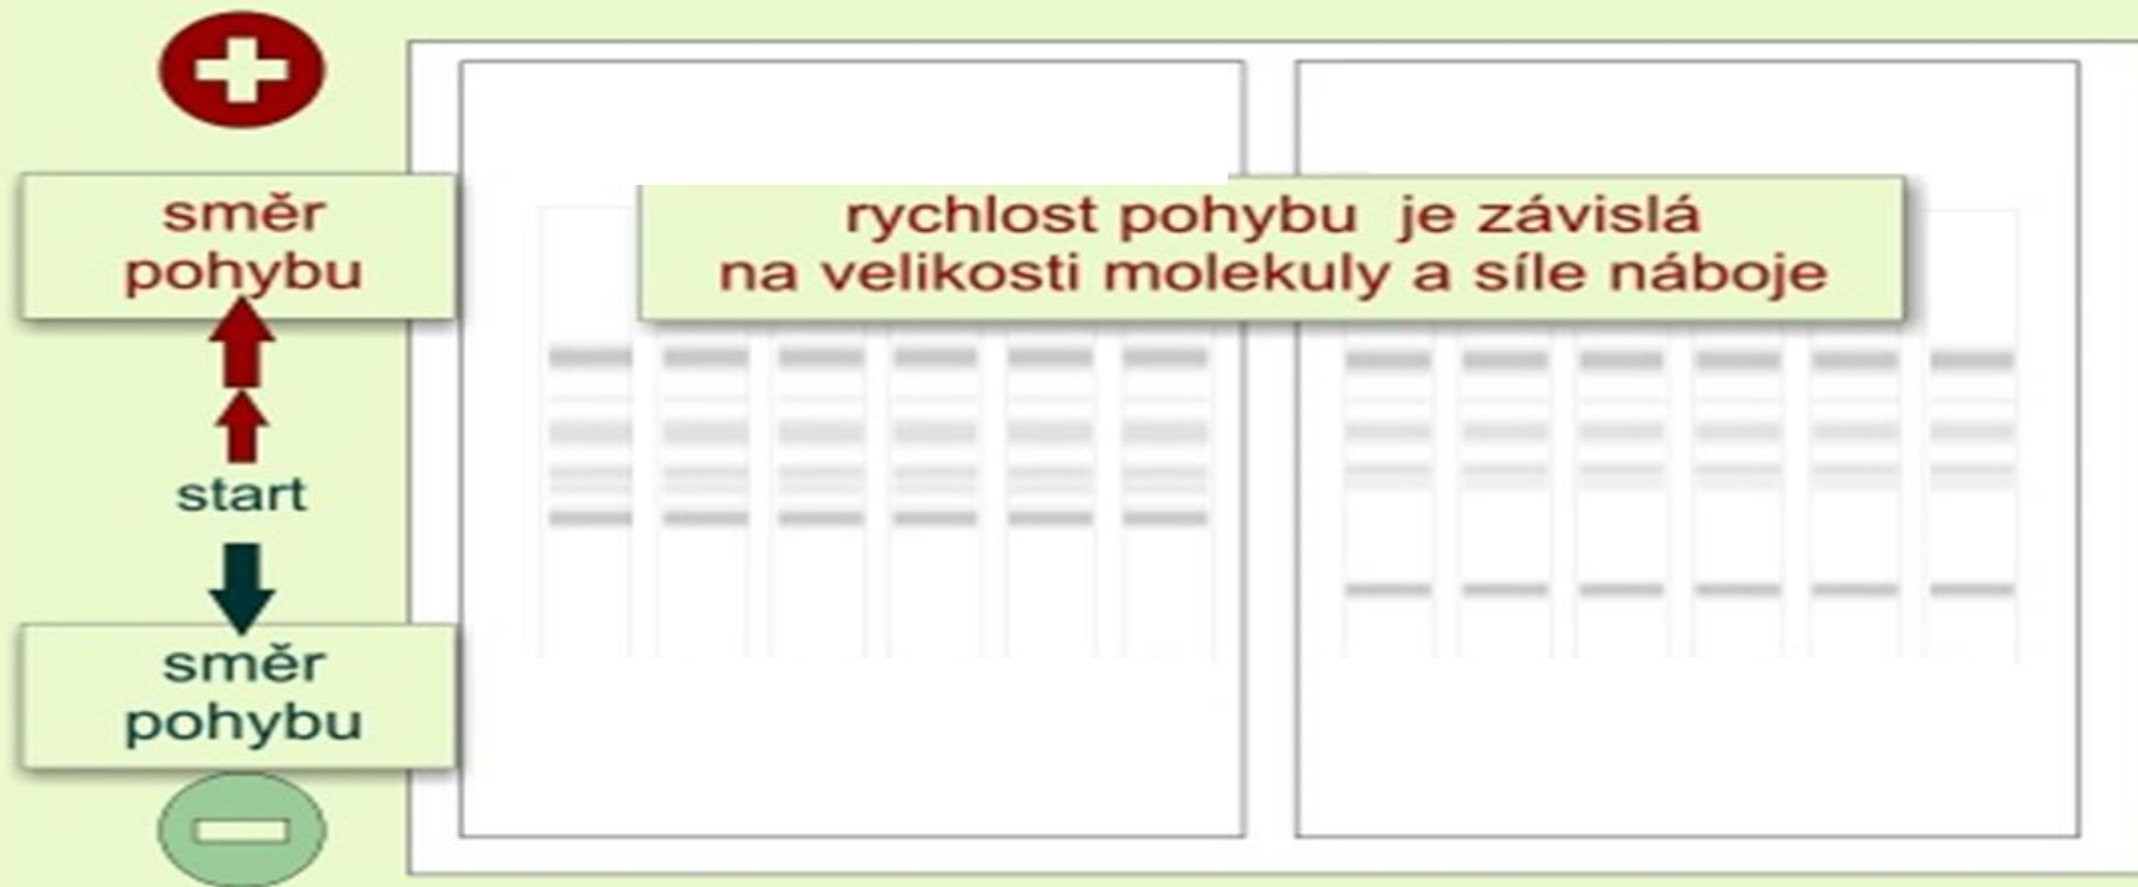 směr
pohybu
rychlost pohybu je závislá
na velikosti molekuly a síle náboje
start
směr
pohybu